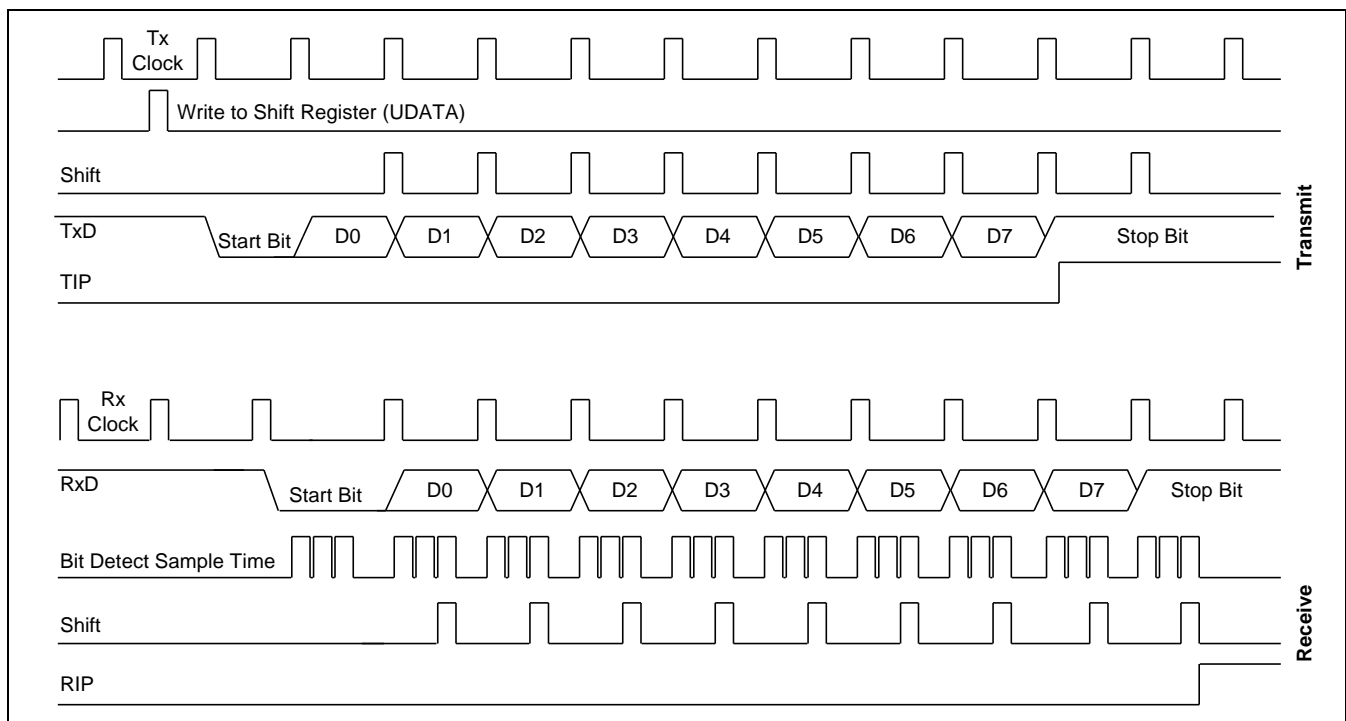 Tx
Clock
Write to Shift Register (UDATA)
Shift
TxD
Start Bit
D0
D1
D2
D3
D4
D5
D6
D7
Stop Bit
TIP
Transmit
Rx
Clock
RxD
Start Bit
D0
D1
D2
D3
D4
D5
D6
D7
Stop Bit
Bit Detect Sample Time
Shift
RIP
Receive